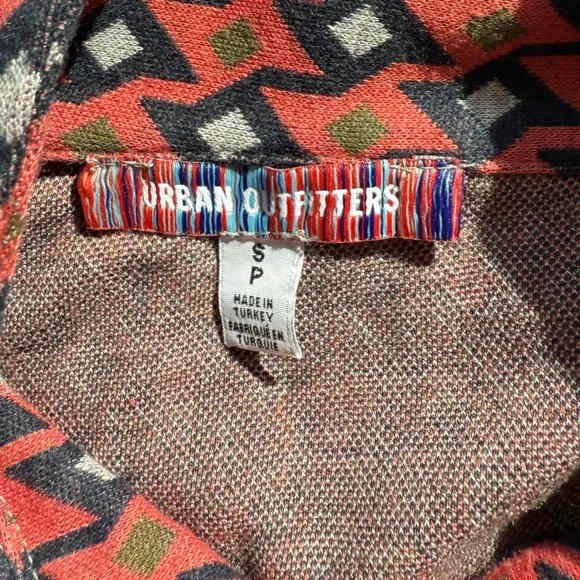 URBAN OUTFITTERS
S
P
MADE IN
TURKEY
FABRIQUÉ EN
TURQUIE